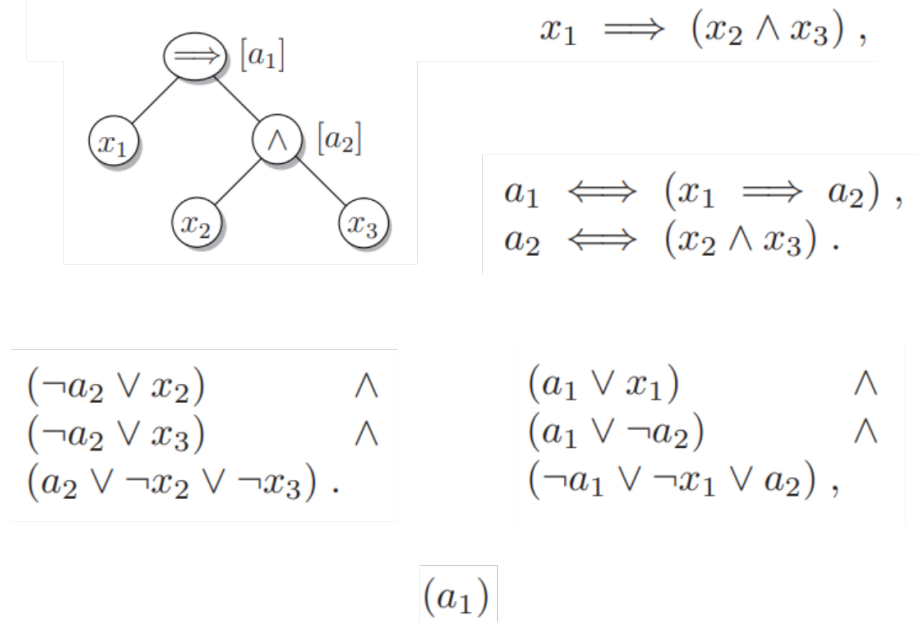 x₁ ⟹ (x₂ ∧ x₃) ,
⟹ [a₁]
x₁ ∧ [a₂]
x₂ x₃
a₁ ⟺ (x₁ ⟹ a₂) ,
a₂ ⟺ (x₂ ∧ x₃) .
(¬a₂ ∨ x₂) ∧
(¬a₂ ∨ x₃) ∧
(a₂ ∨ ¬x₂ ∨ ¬x₃) .
(a₁ ∨ x₁) ∧
(a₁ ∨ ¬a₂) ∧
(¬a₁ ∨ ¬x₁ ∨ a₂) ,
(a₁)